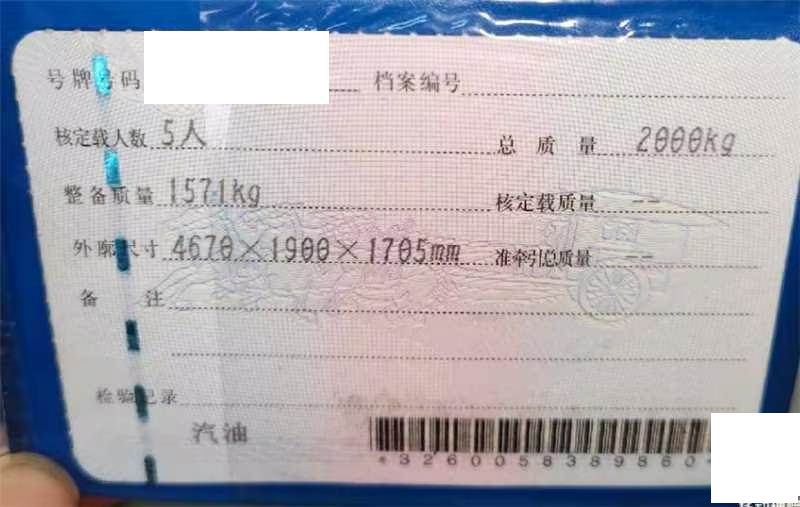 号牌号码 档案编号
核定载人数 5人 总质量 2000kg
整备质量 1571kg 核定载质量 --
外廓尺寸 4670×1900×1705mm 准牵引总质量 --
备注
检验记录
汽油
*3260058389860